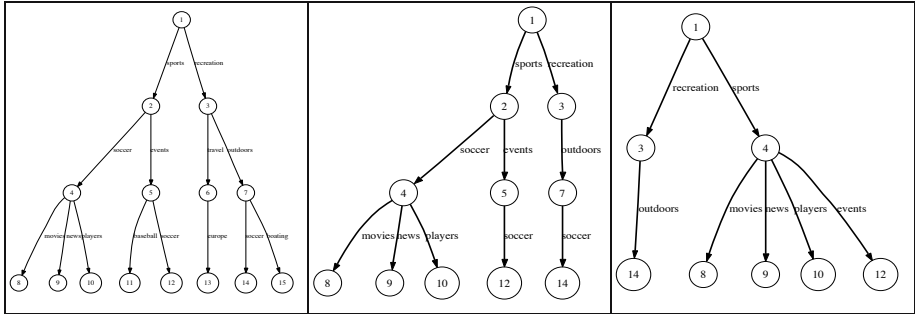 1
sports recreation
2 3
soccer events travel outdoors
4 5 6 7
movies news players baseball soccer europe soccer boating
8 9 10 11 12 13 14 15
1
sports recreation
2 3
soccer events outdoors
4 5 7
movies news players soccer soccer
8 9 10 12 14
1
recreation sports
3 4
outdoors movies news players events
14 8 9 10 12